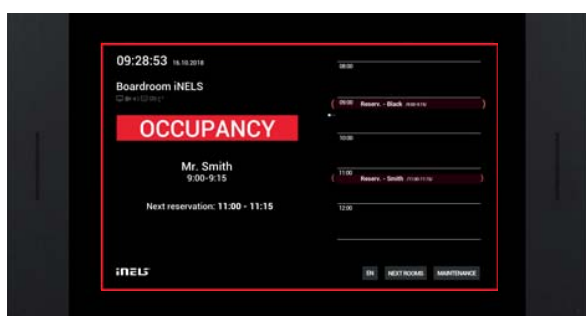 09:28:53 16.10.2018
Boardroom iNELS
OCCUPANCY
Mr. Smith
9:00-9:15
Next reservation: 11:00 - 11:15
iNELS
08:00
09:00 Reserv. - Black
10:00
11:00 Reserv. - Smith
12:00
EN NEXT ROOMS MAINTENANCE